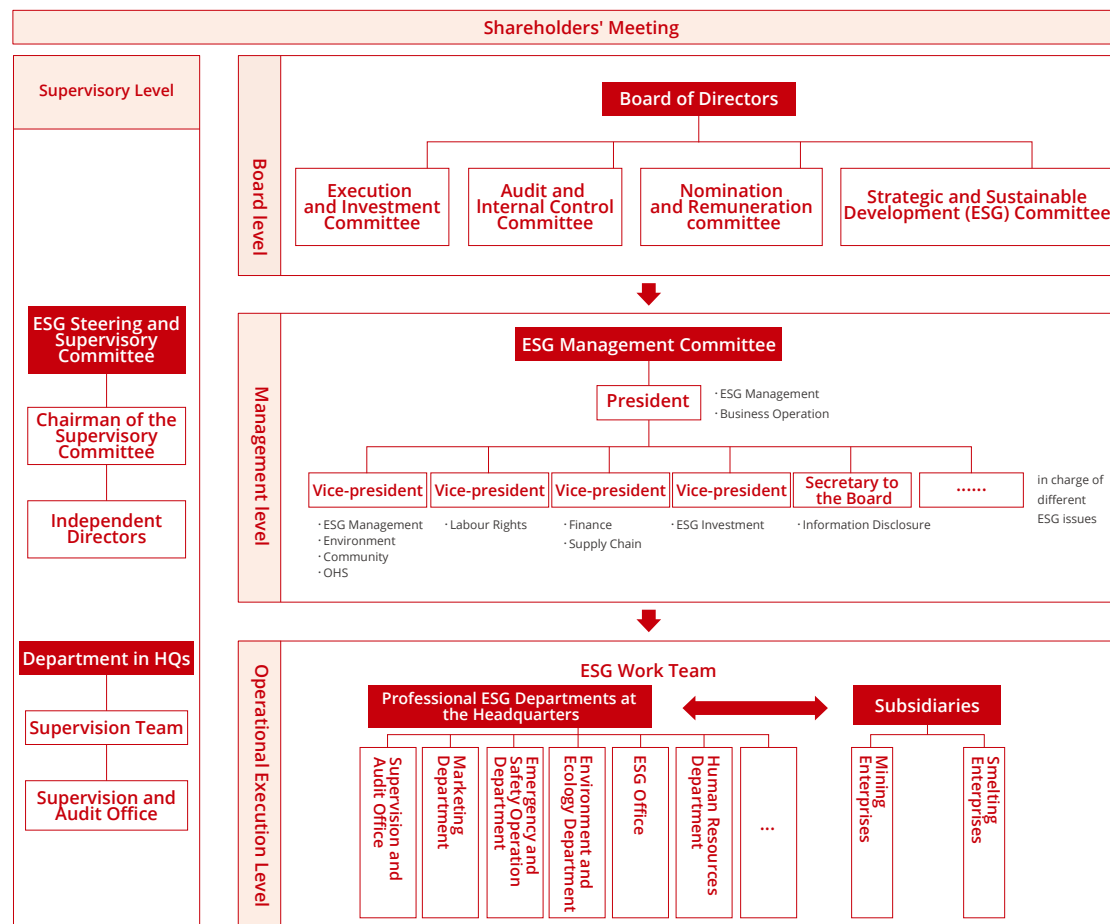 Shareholders' Meeting
Supervisory Level
ESG Steering and
Supervisory
Committee
Chairman of the
Supervisory
Committee
Independent
Directors
Department in HQs
Supervision Team
Supervision and
Audit Office
Board level
Board of Directors
Execution
and Investment
Committee
Audit and
Internal Control
Committee
Nomination
and Remuneration
committee
Strategic and Sustainable
Development (ESG) Committee
Management level
ESG Management Committee
President
· ESG Management
· Business Operation
Vice-president
· ESG Management
· Environment
· Community
· OHS
Vice-president
· Labour Rights
Vice-president
· Finance
· Supply Chain
Vice-president
· ESG Investment
Secretary to
the Board
· Information Disclosure
......
in charge of
different
ESG issues
Operational Execution Level
ESG Work Team
Professional ESG Departments at
the Headquarters
Subsidiaries
Supervision and
Audit Office
Marketing
Department
Emergency and
Safety Operation
Department
Environment and
Ecology Department
ESG Office
Human Resources
Department
...
Mining
Enterprises
Smelting
Enterprises